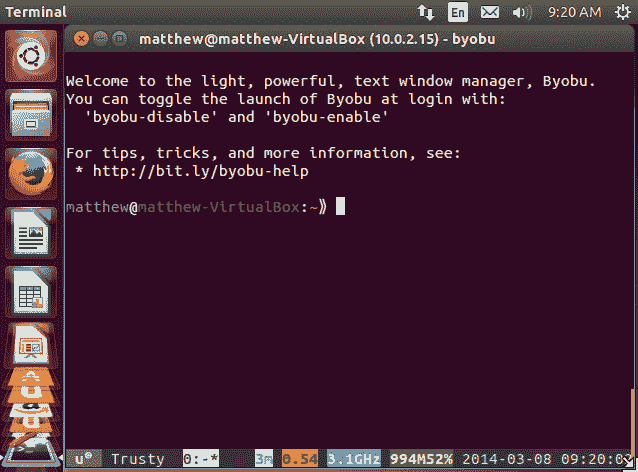 Terminal En 9:20 AM
matthew@matthew-VirtualBox (10.0.2.15) - byobu
Welcome to the light, powerful, text window manager, Byobu.
You can toggle the launch of Byobu at login with:
'byobu-disable' and 'byobu-enable'
For tips, tricks, and more information, see:
* http://bit.ly/byobu-help
matthew@matthew-VirtualBox:~⟫
u Trusty 0:-* 3m 0.54 3.1GHz 994M52% 2014-03-08 09:20:0